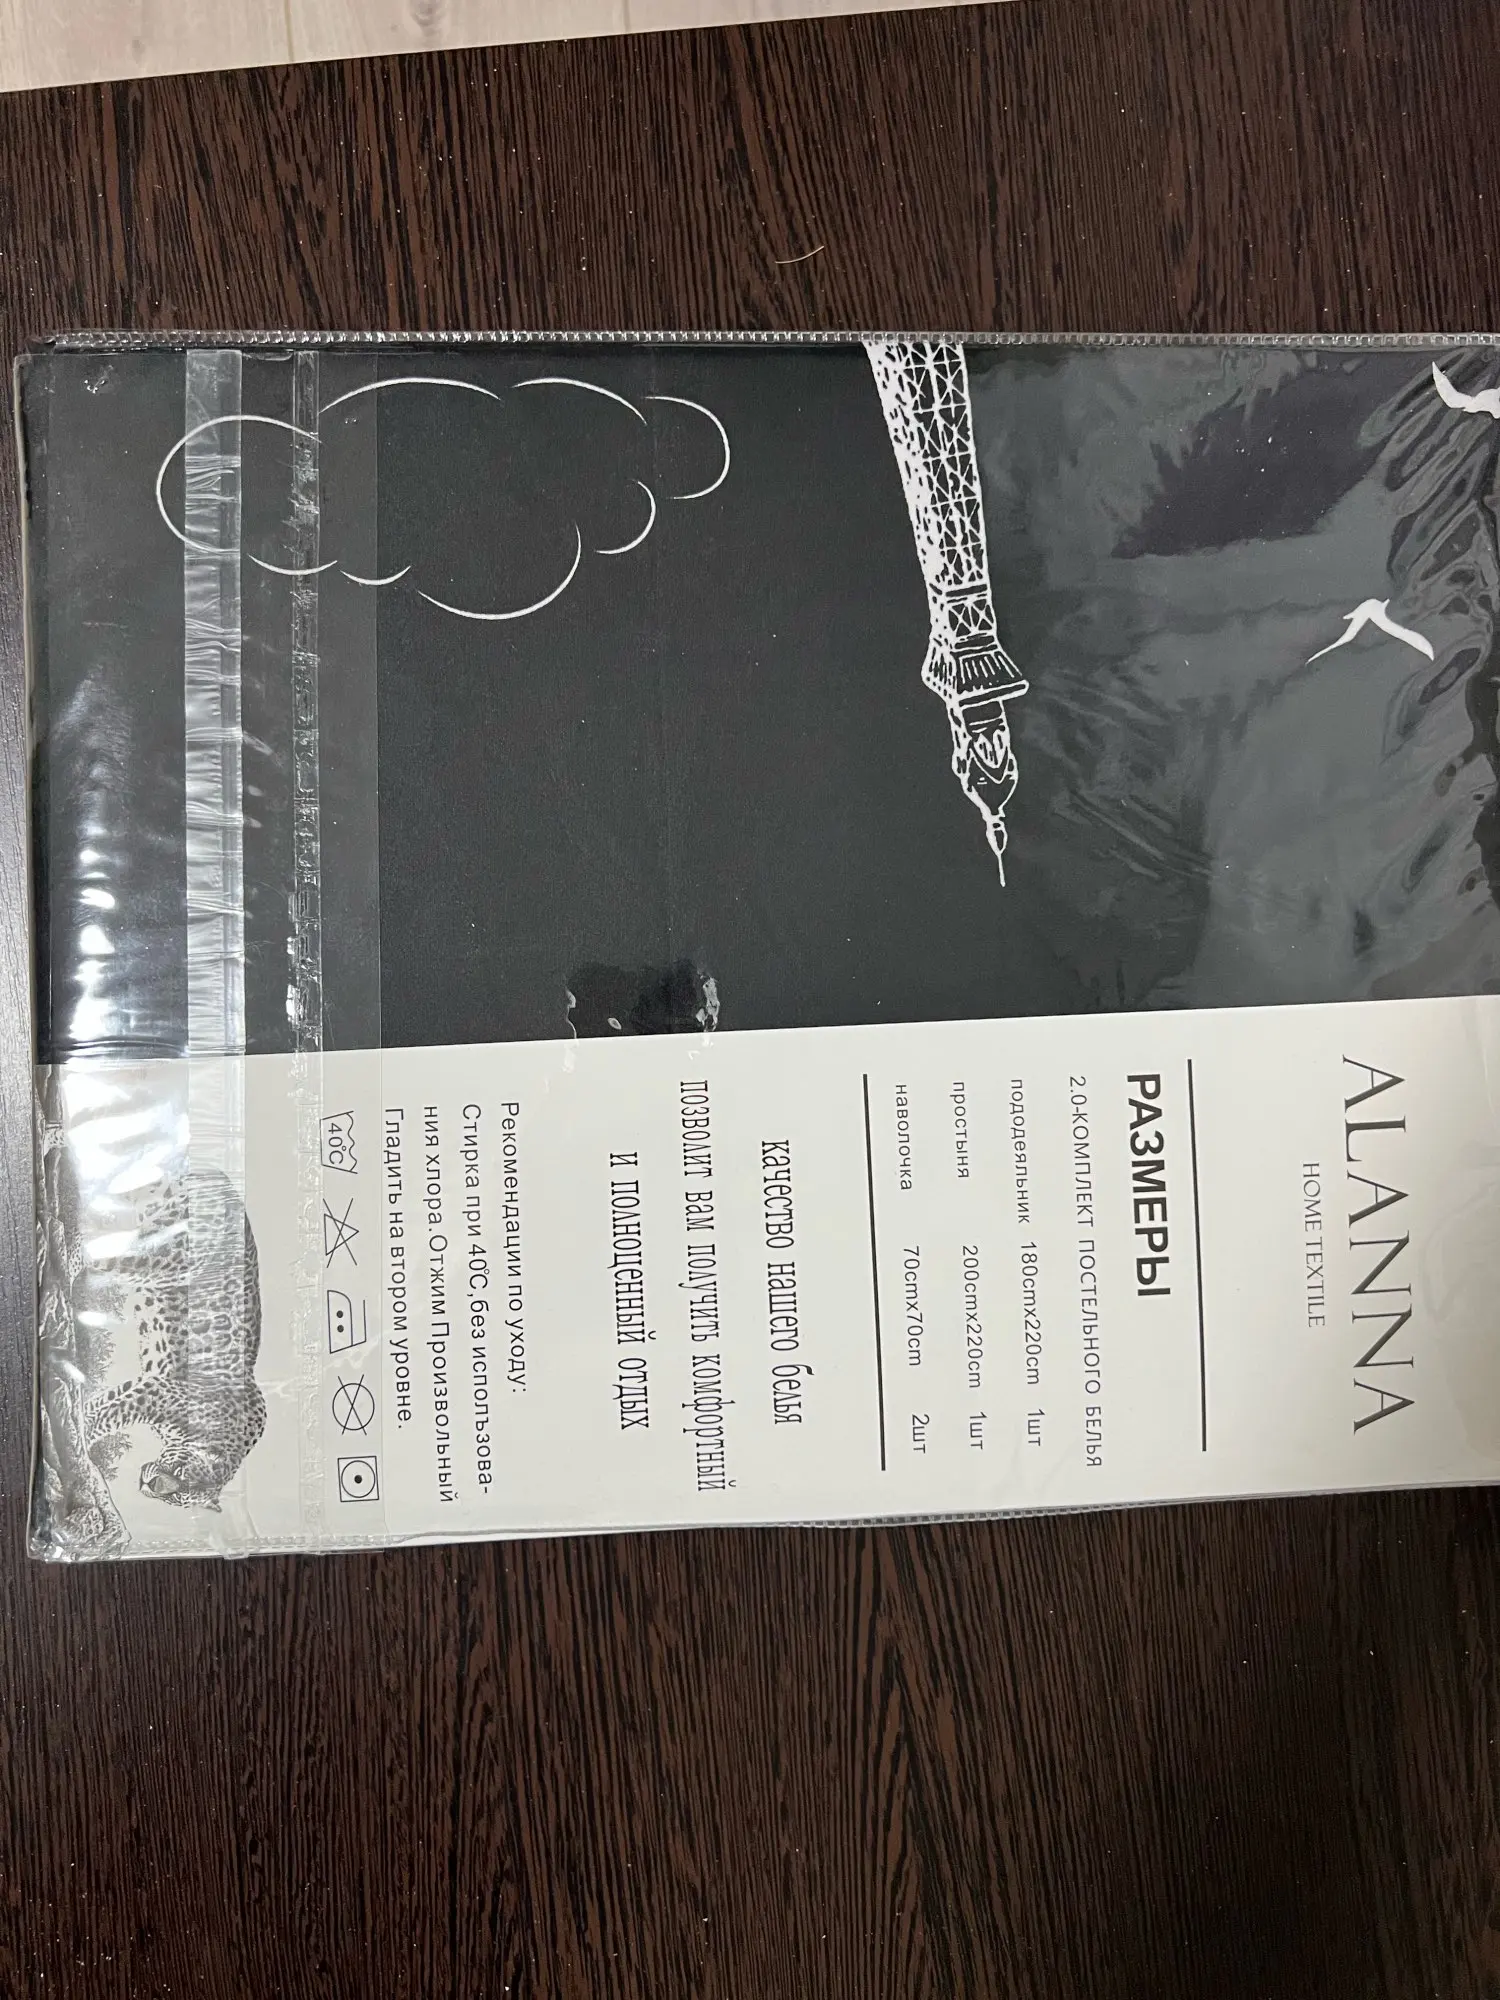 ALANNA
HOME TEXTILE
РАЗМЕРЫ
2.0-КОМПЛЕКТ ПОСТЕЛЬНОГО БЕЛЬЯ
пододеяльник 180cmx220cm 1шт
простыня 200cmx220cm 1шт
наволочка 70cmx70cm 2шт
качество нашего белья
позволит вам получить комфортный
и полноценный отдых
Рекомендации по уходу:
Стирка при 40℃, без использова-
ния хлора. Отжим Произвольный
Гладить на втором уровне.
40℃